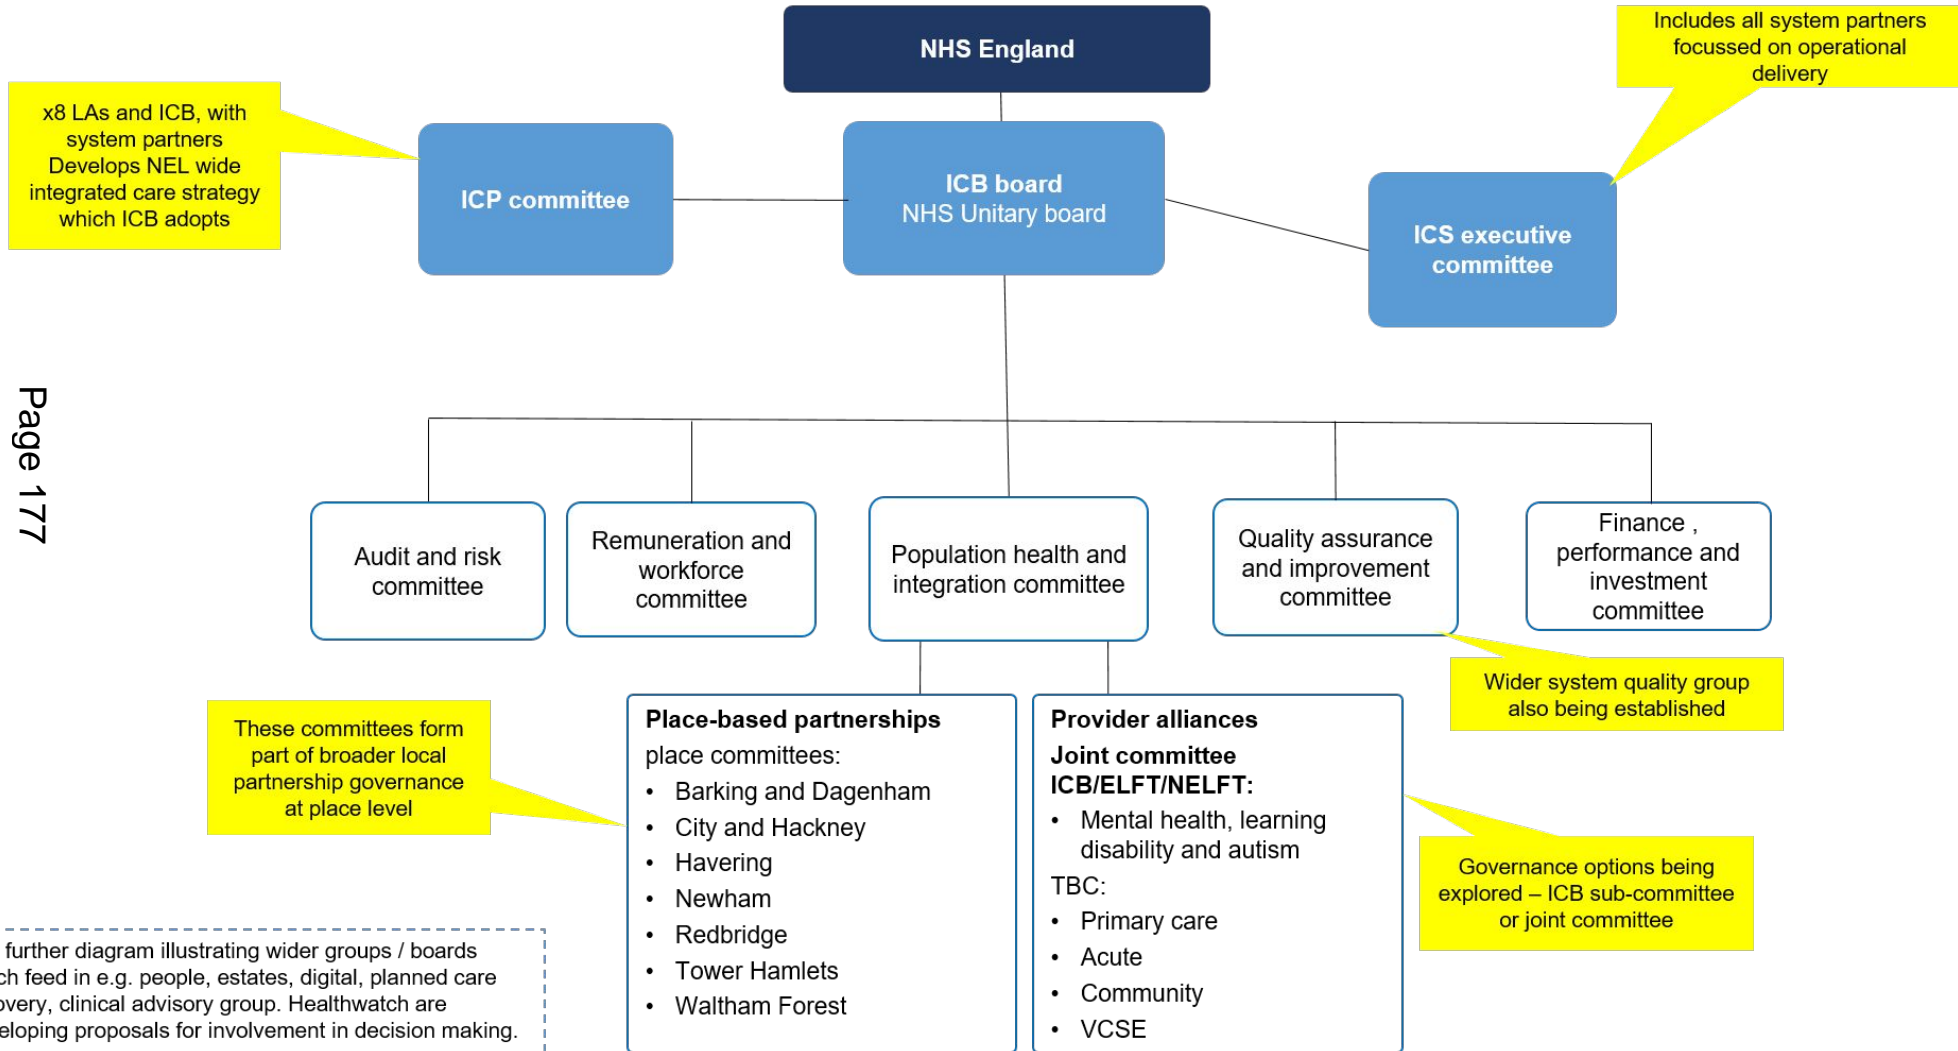 NHS England
Includes all system partners
focussed on operational
delivery
x8 LAs and ICB, with
system partners
Develops NEL wide
integrated care strategy
which ICB adopts
ICP committee
ICB board
NHS Unitary board
ICS executive
committee
Page 177
Audit and risk
committee
Remuneration and
workforce
committee
Population health and
integration committee
Quality assurance
and improvement
committee
Finance ,
performance and
investment
committee
Wider system quality group
also being established
These committees form
part of broader local
partnership governance
at place level
Place-based partnerships
place committees:
• Barking and Dagenham
• City and Hackney
• Havering
• Newham
• Redbridge
• Tower Hamlets
• Waltham Forest
Provider alliances
Joint committee
ICB/ELFT/NELFT:
• Mental health, learning
disability and autism
TBC:
• Primary care
• Acute
• Community
• VCSE
Governance options being
explored – ICB sub-committee
or joint committee
further diagram illustrating wider groups / boards
ch feed in e.g. people, estates, digital, planned care
overy, clinical advisory group. Healthwatch are
veloping proposals for involvement in decision making.